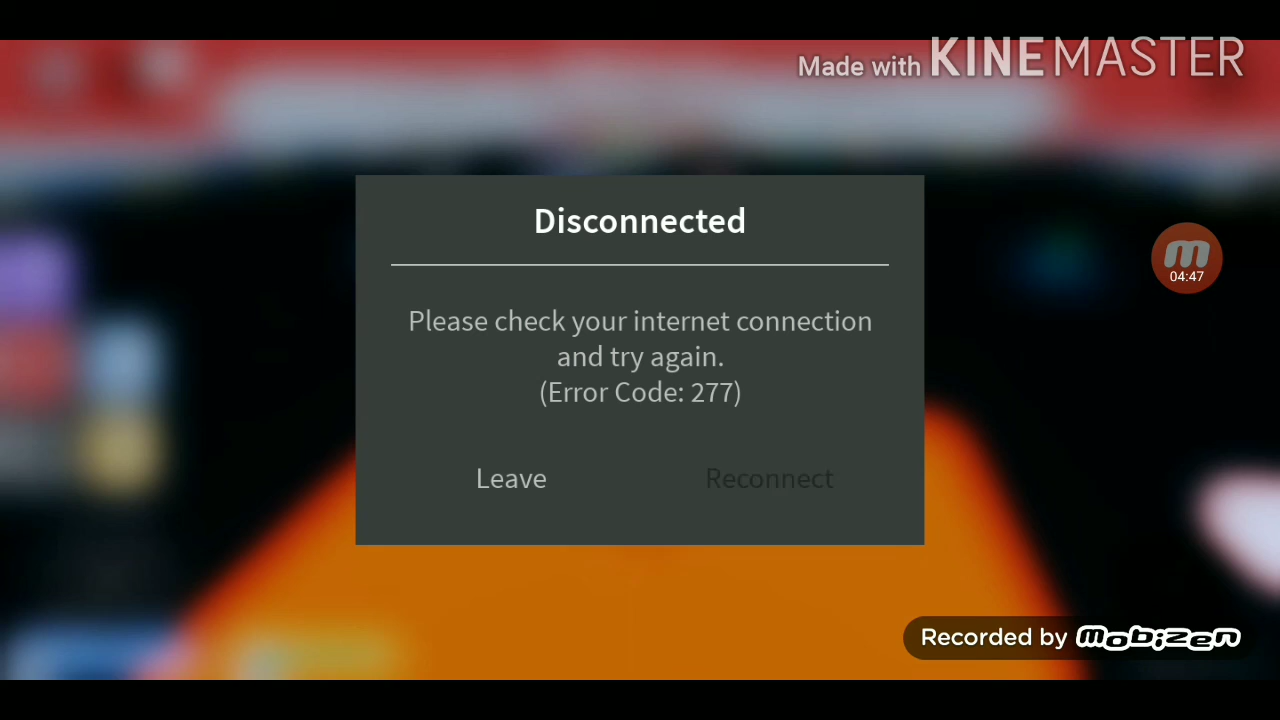 Made with KINEMASTER
Disconnected
m
04:47
Please check your internet connection
and try again.
(Error Code: 277)
Leave
Reconnect
Recorded by mobizen